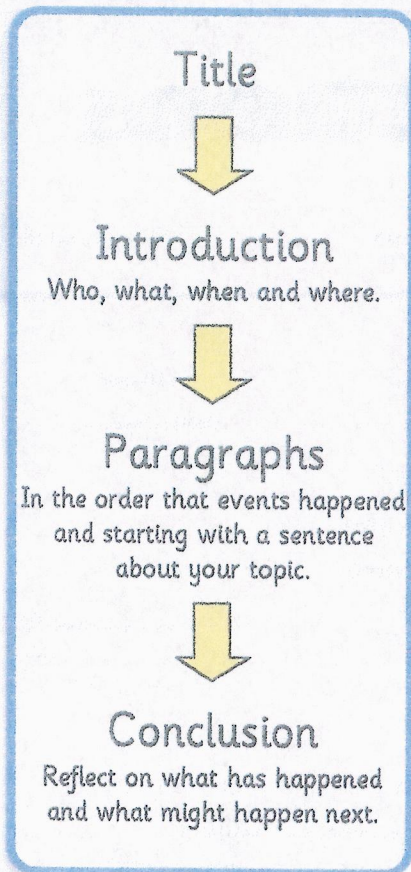 Title
Introduction
Who, what, when and where.
Paragraphs
In the order that events happened
and starting with a sentence
about your topic.
Conclusion
Reflect on what has happened
and what might happen next.